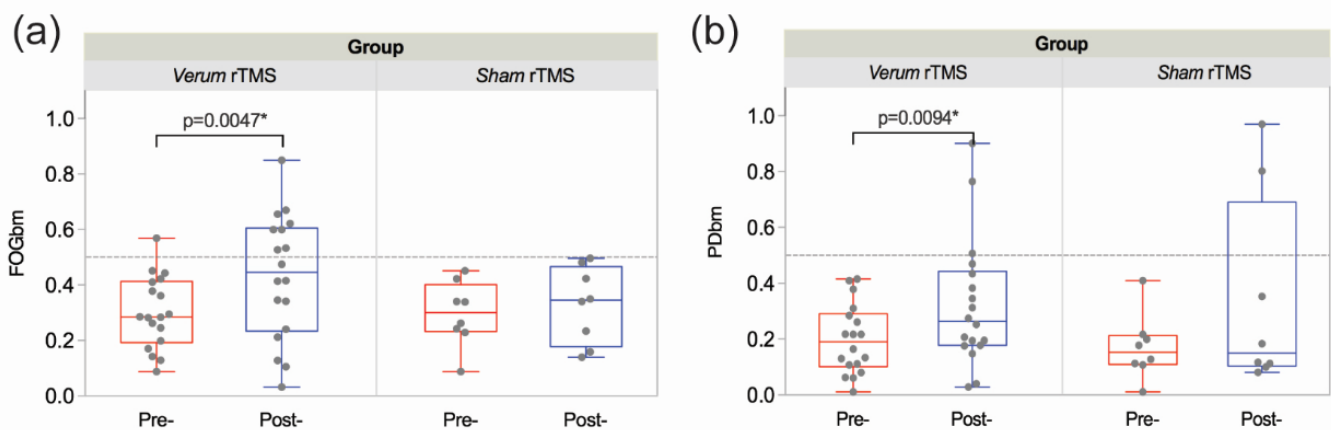 (a)
Group
Verum rTMS Sham rTMS
1.0
p=0.0047*
0.8
0.6
FOGbm
0.4
0.2
0.0
Pre- Post- Pre- Post-
(b)
Group
Verum rTMS Sham rTMS
1.0
p=0.0094*
0.8
0.6
PDbm
0.4
0.2
0.0
Pre- Post- Pre- Post-